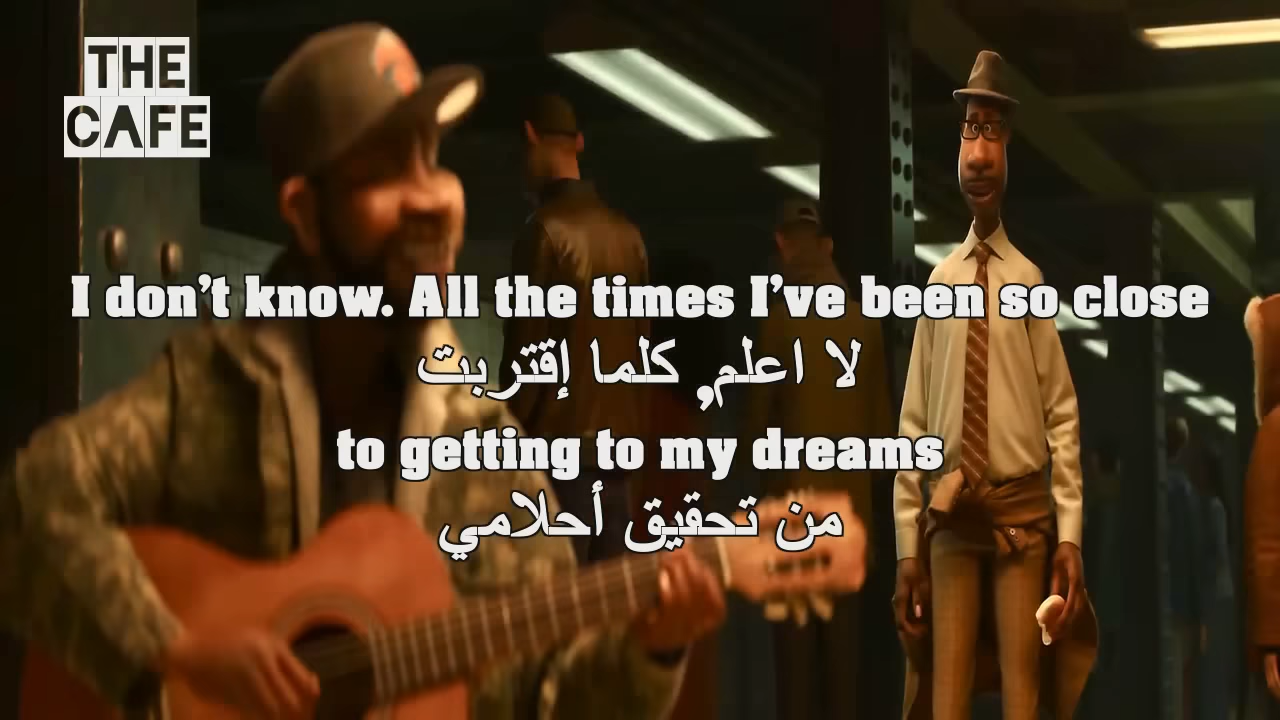 THE
CAFE
I don't know. All the times I've been so close
لا اعلم, كلما إقتربت
to getting to my dreams
من تحقيق أحلامي